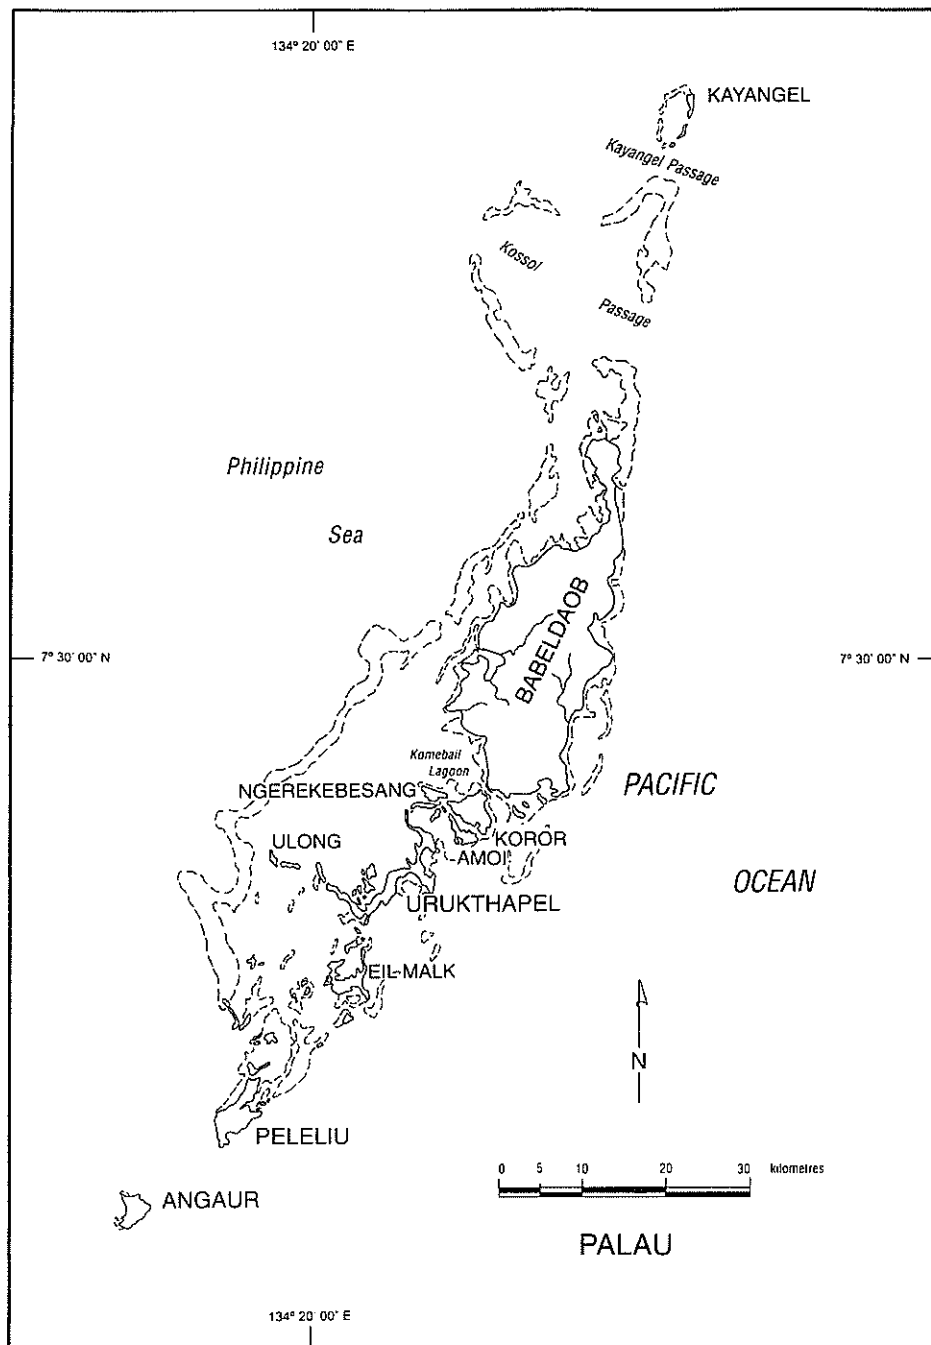 134° 20' 00" E
KAYANGEL
Kayangel Passage
Kossol
Passage
Philippine
Sea
BABELDAOB
7° 30' 00" N
7° 30' 00" N
Komebail
Lagoon
NGEREKEBESANG
PACIFIC
ULONG
KOROR
AMOI
OCEAN
URUKTHAPEL
EIL-MALK
N
PELELIU
0 5 10 20 30 kilometres
ANGAUR
PALAU
134° 20' 00" E